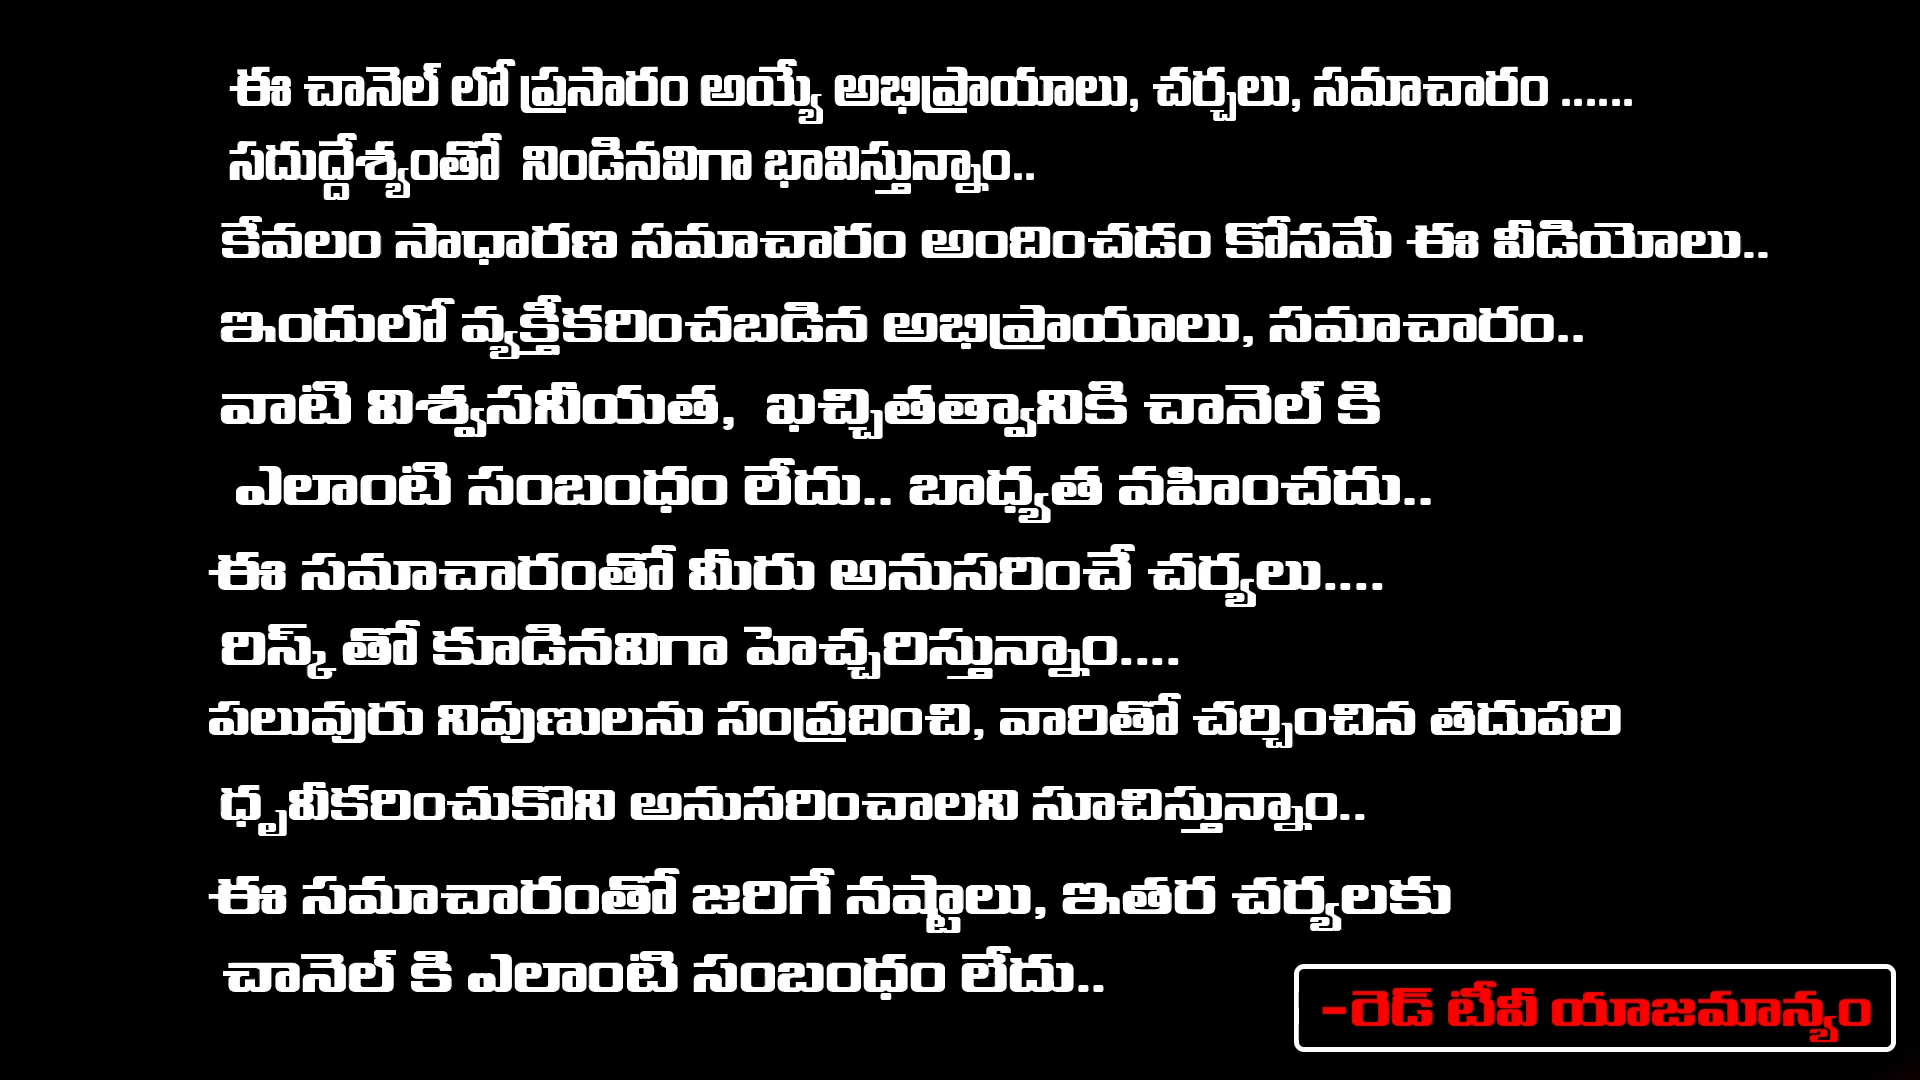 ఈ చానెల్ లో ప్రసారం అయ్యే అభిప్రాయాలు, చర్చలు, సమాచారం ......
సదుద్దేశ్యంతో నిండినవిగా భావిస్తున్నాం..
కేవలం సాధారణ సమాచారం అందించడం కోసమే ఈ వీడియోలు..
ఇందులో వ్యక్తీకరించబడిన అభిప్రాయాలు, సమాచారం..
వాటి విశ్వసనీయత, ఖచ్చితత్వానికి చానెల్ కి
ఎలాంటి సంబంధం లేదు.. బాధ్యత వహించదు..
ఈ సమాచారంతో మీరు అనుసరించే చర్యలు....
రిస్క్ తో కూడినవిగా హెచ్చరిస్తున్నాం....
పలువురు నిపుణులను సంప్రదించి, వారితో చర్చించిన తదుపరి
ధృవీకరించుకొని అనుసరించాలని సూచిస్తున్నాం..
ఈ సమాచారంతో జరిగే నష్టాలు, ఇతర చర్యలకు
చానెల్ కి ఎలాంటి సంబంధం లేదు..
-రెడ్ టీవీ యాజమాన్యం